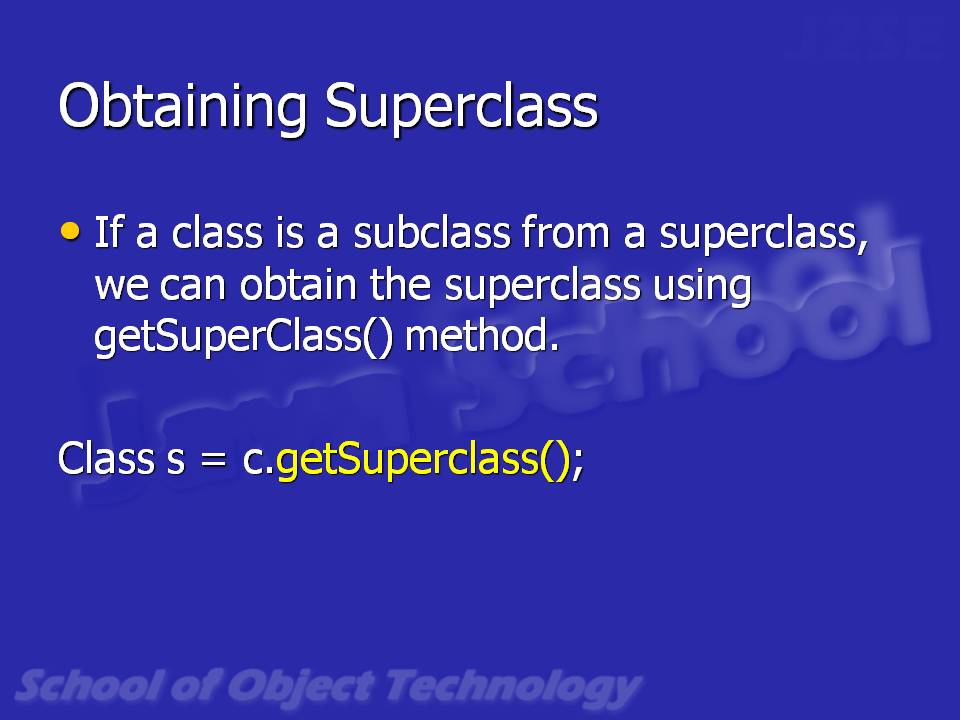 J2SE
Obtaining Superclass
• If a class is a subclass from a superclass,
we can obtain the superclass using
getSuperClass() method.
Java School
Class s = c.getSuperclass();
School of Object Technology